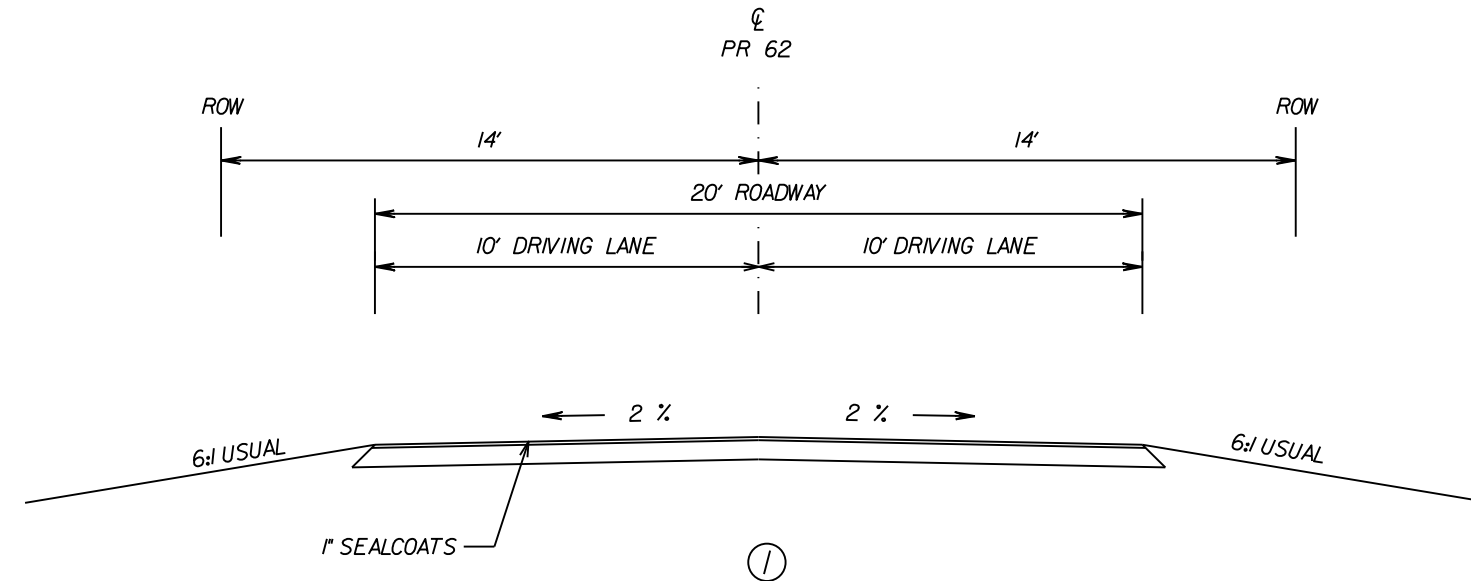 ℄
PR 62
ROW ROW
14' 14'
20' ROADWAY
10' DRIVING LANE 10' DRIVING LANE
2 % 2 %
6:1 USUAL 6:1 USUAL
1" SEALCOATS
1